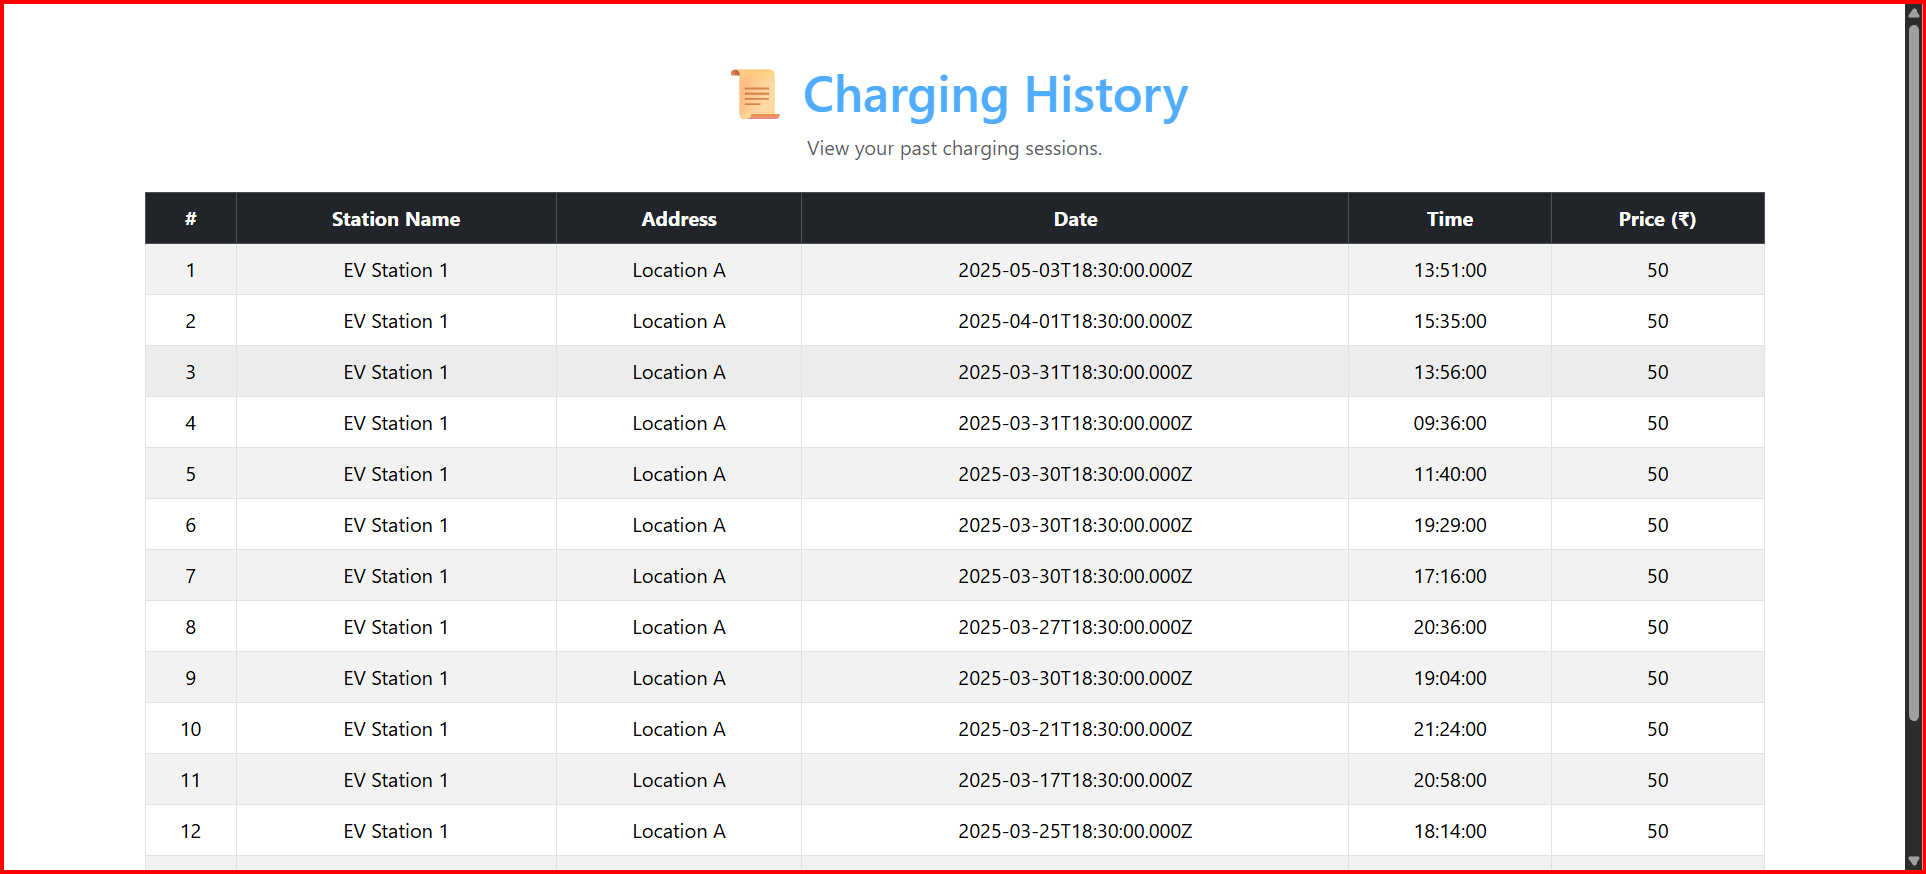 Charging History
View your past charging sessions.
# Station Name Address Date Time Price (₹)
1 EV Station 1 Location A 2025-05-03T18:30:00.000Z 13:51:00 50
2 EV Station 1 Location A 2025-04-01T18:30:00.000Z 15:35:00 50
3 EV Station 1 Location A 2025-03-31T18:30:00.000Z 13:56:00 50
4 EV Station 1 Location A 2025-03-31T18:30:00.000Z 09:36:00 50
5 EV Station 1 Location A 2025-03-30T18:30:00.000Z 11:40:00 50
6 EV Station 1 Location A 2025-03-30T18:30:00.000Z 19:29:00 50
7 EV Station 1 Location A 2025-03-30T18:30:00.000Z 17:16:00 50
8 EV Station 1 Location A 2025-03-27T18:30:00.000Z 20:36:00 50
9 EV Station 1 Location A 2025-03-30T18:30:00.000Z 19:04:00 50
10 EV Station 1 Location A 2025-03-21T18:30:00.000Z 21:24:00 50
11 EV Station 1 Location A 2025-03-17T18:30:00.000Z 20:58:00 50
12 EV Station 1 Location A 2025-03-25T18:30:00.000Z 18:14:00 50